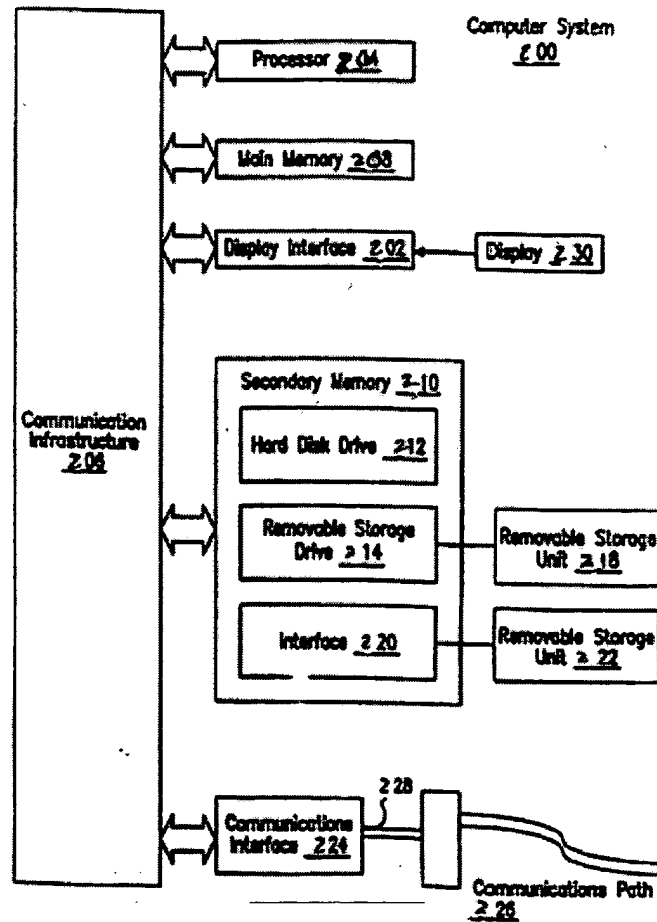 Computer System
200
Processor 204
Main Memory 208
Display Interface 202
Display 230
Secondary Memory 210
Communication
Infrastructure
206
Hard Disk Drive 212
Removable Storage
Drive 214
Removable Storage
Unit 218
Interface 220
Removable Storage
Unit 222
228
Communications
Interface 224
Communications Path
226